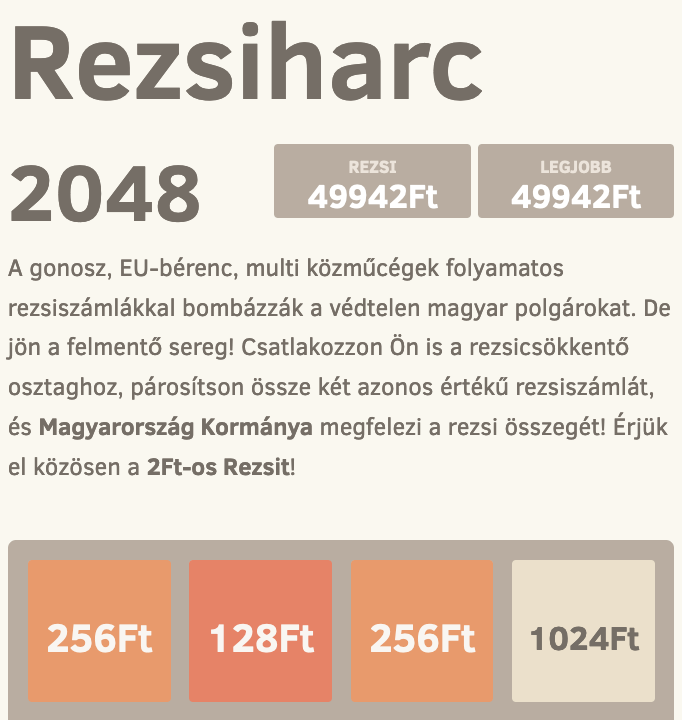 Rezsiharc
2048
REZSI
49942Ft
LEGJOBB
49942Ft
A gonosz, EU-bérenc, multi közműcégek folyamatos
rezsiszámlákkal bombázzák a védtelen magyar polgárokat. De
jön a felmentő sereg! Csatlakozzon Ön is a rezsicsökkentő
osztaghoz, párosítson össze két azonos értékű rezsiszámlát,
és Magyarország Kormánya megfelezi a rezsi összegét! Érjük
el közösen a 2Ft-os Rezsit!
256Ft 128Ft 256Ft 1024Ft